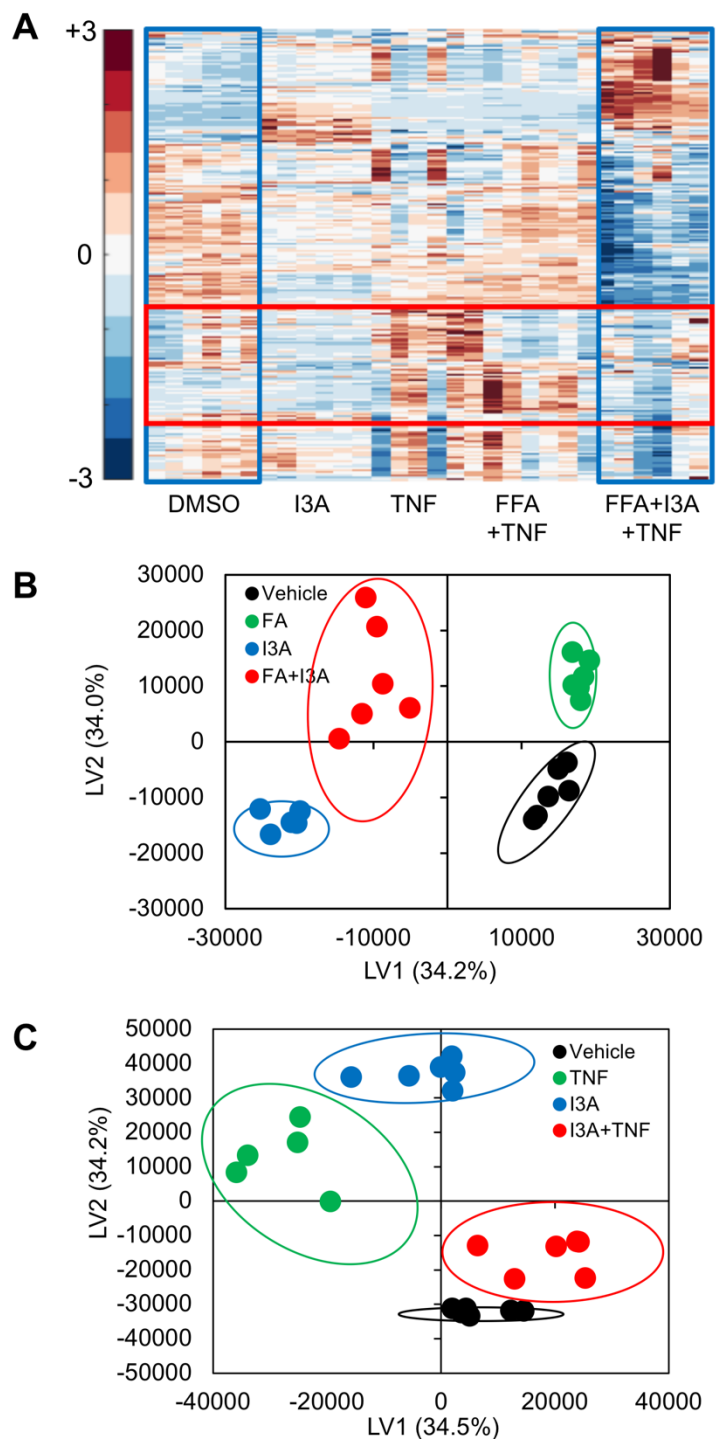 A
+3
0
-3
DMSO
I3A
TNF
FFA
+TNF
FFA+I3A
+TNF
B
LV2 (34.0%)
30000
20000
10000
0
-10000
-20000
-30000
Vehicle
FA
I3A
FA+I3A
-30000
-10000
10000
30000
LV1 (34.2%)
C
LV2 (34.2%)
50000
40000
30000
20000
10000
0
-10000
-20000
-30000
-40000
-50000
Vehicle
TNF
I3A
I3A+TNF
-40000
-20000
0
20000
40000
LV1 (34.5%)